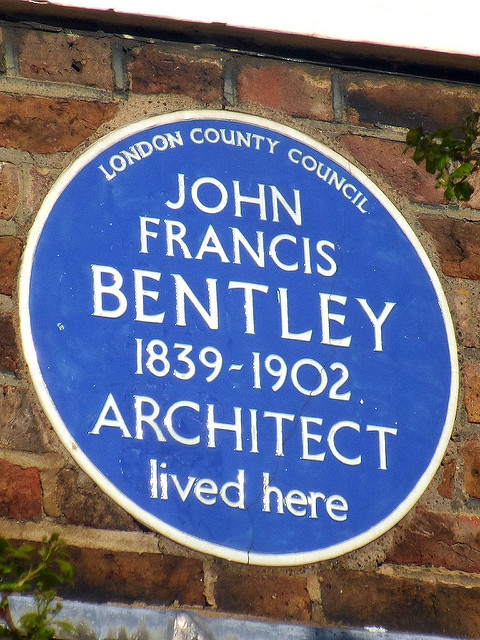 LONDON COUNTY COUNCIL
JOHN
FRANCIS
BENTLEY
1839-1902
ARCHITECT
lived here